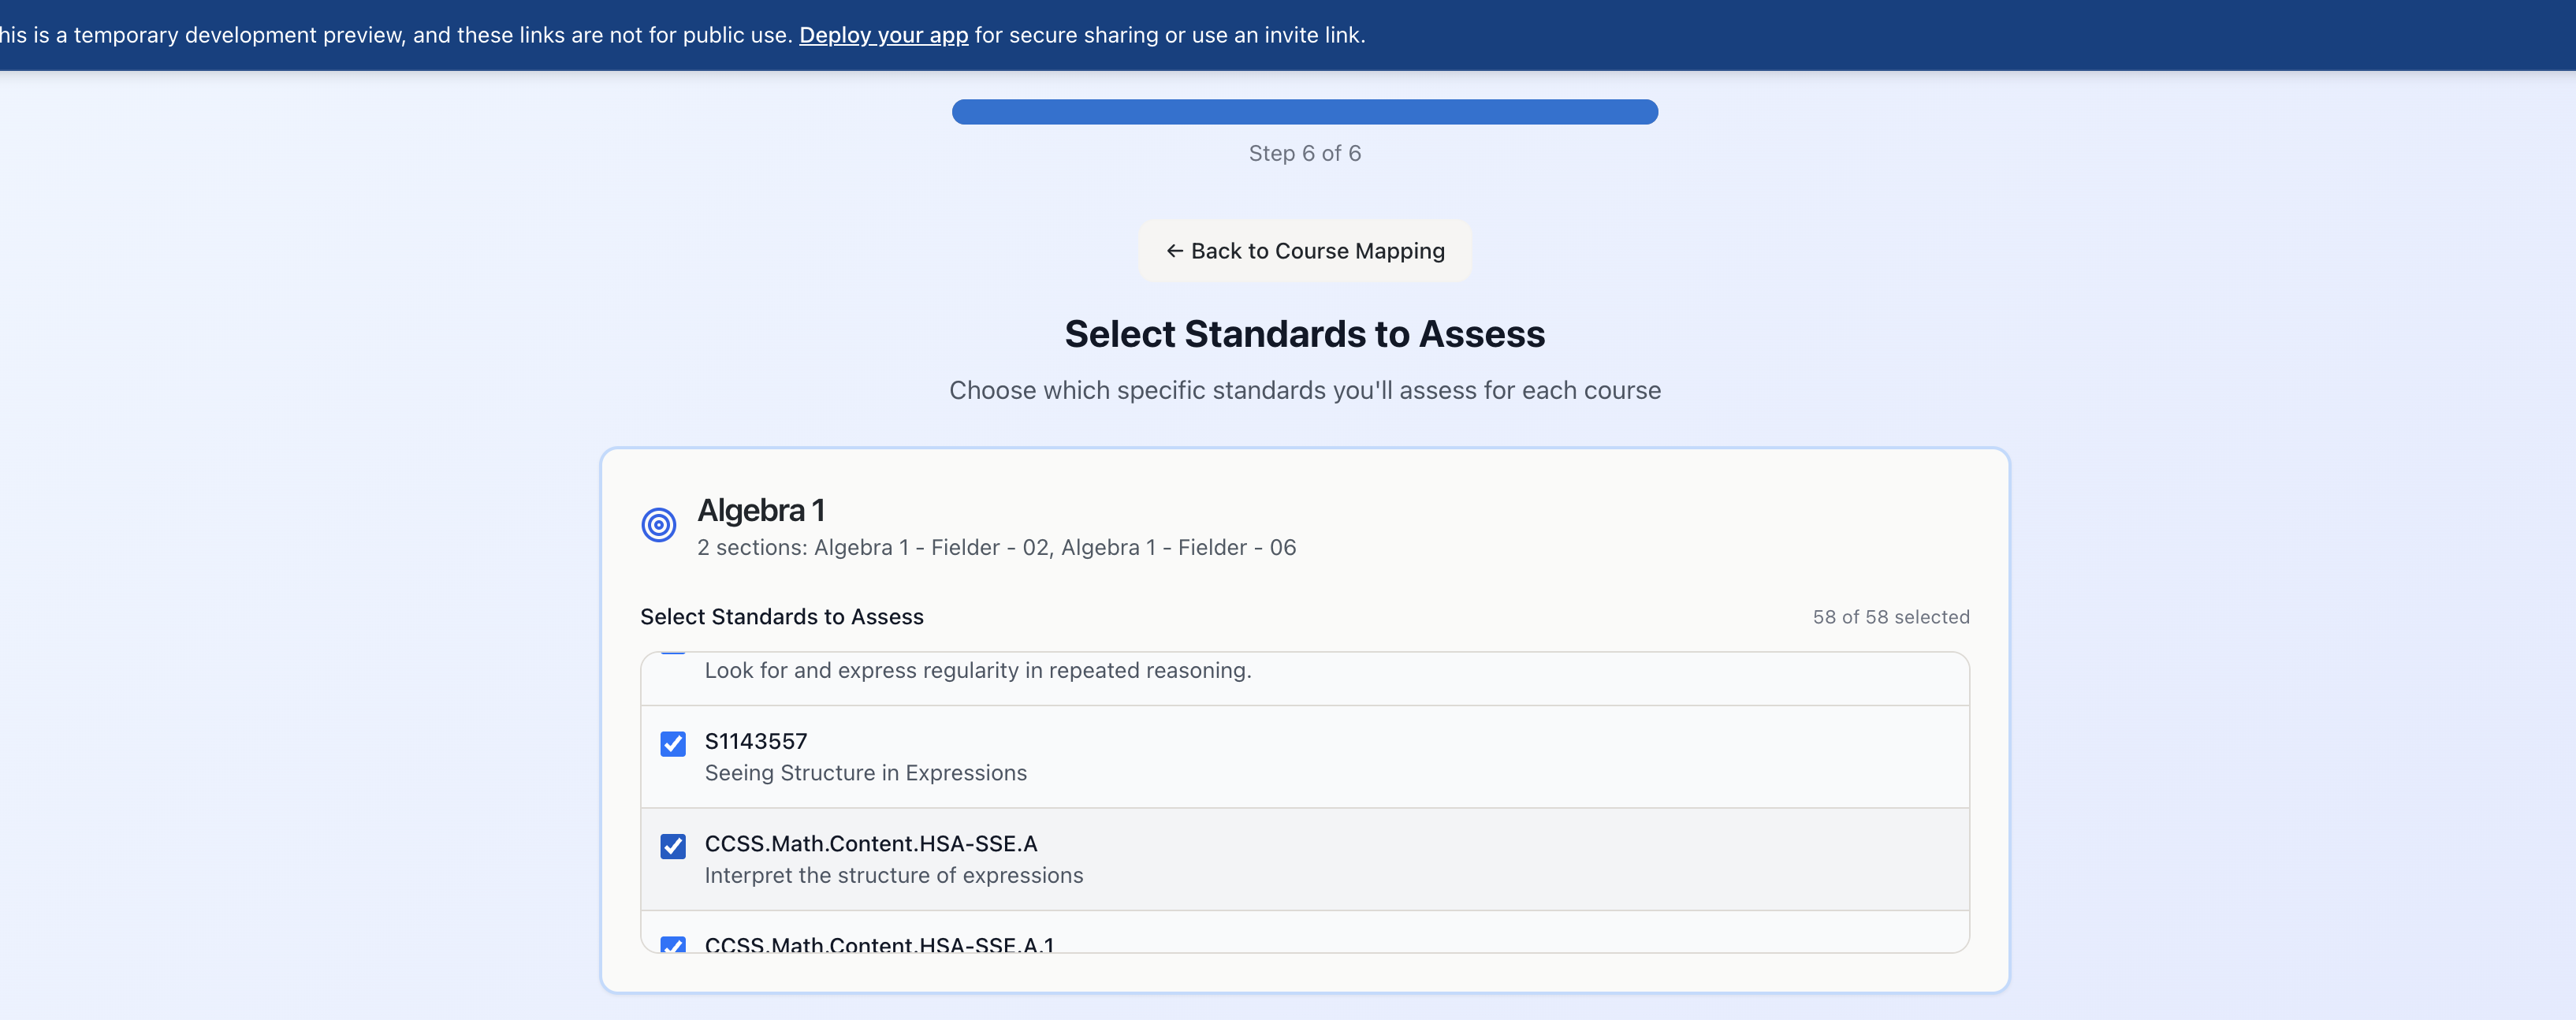 his is a temporary development preview, and these links are not for public use. Deploy your app for secure sharing or use an invite link.
Step 6 of 6
← Back to Course Mapping
Select Standards to Assess
Choose which specific standards you'll assess for each course
Algebra 1
2 sections: Algebra 1 - Fielder - 02, Algebra 1 - Fielder - 06
Select Standards to Assess
58 of 58 selected
Look for and express regularity in repeated reasoning.
S1143557
Seeing Structure in Expressions
CCSS.Math.Content.HSA-SSE.A
Interpret the structure of expressions
CCSS.Math.Content.HSA-SSE.A.1